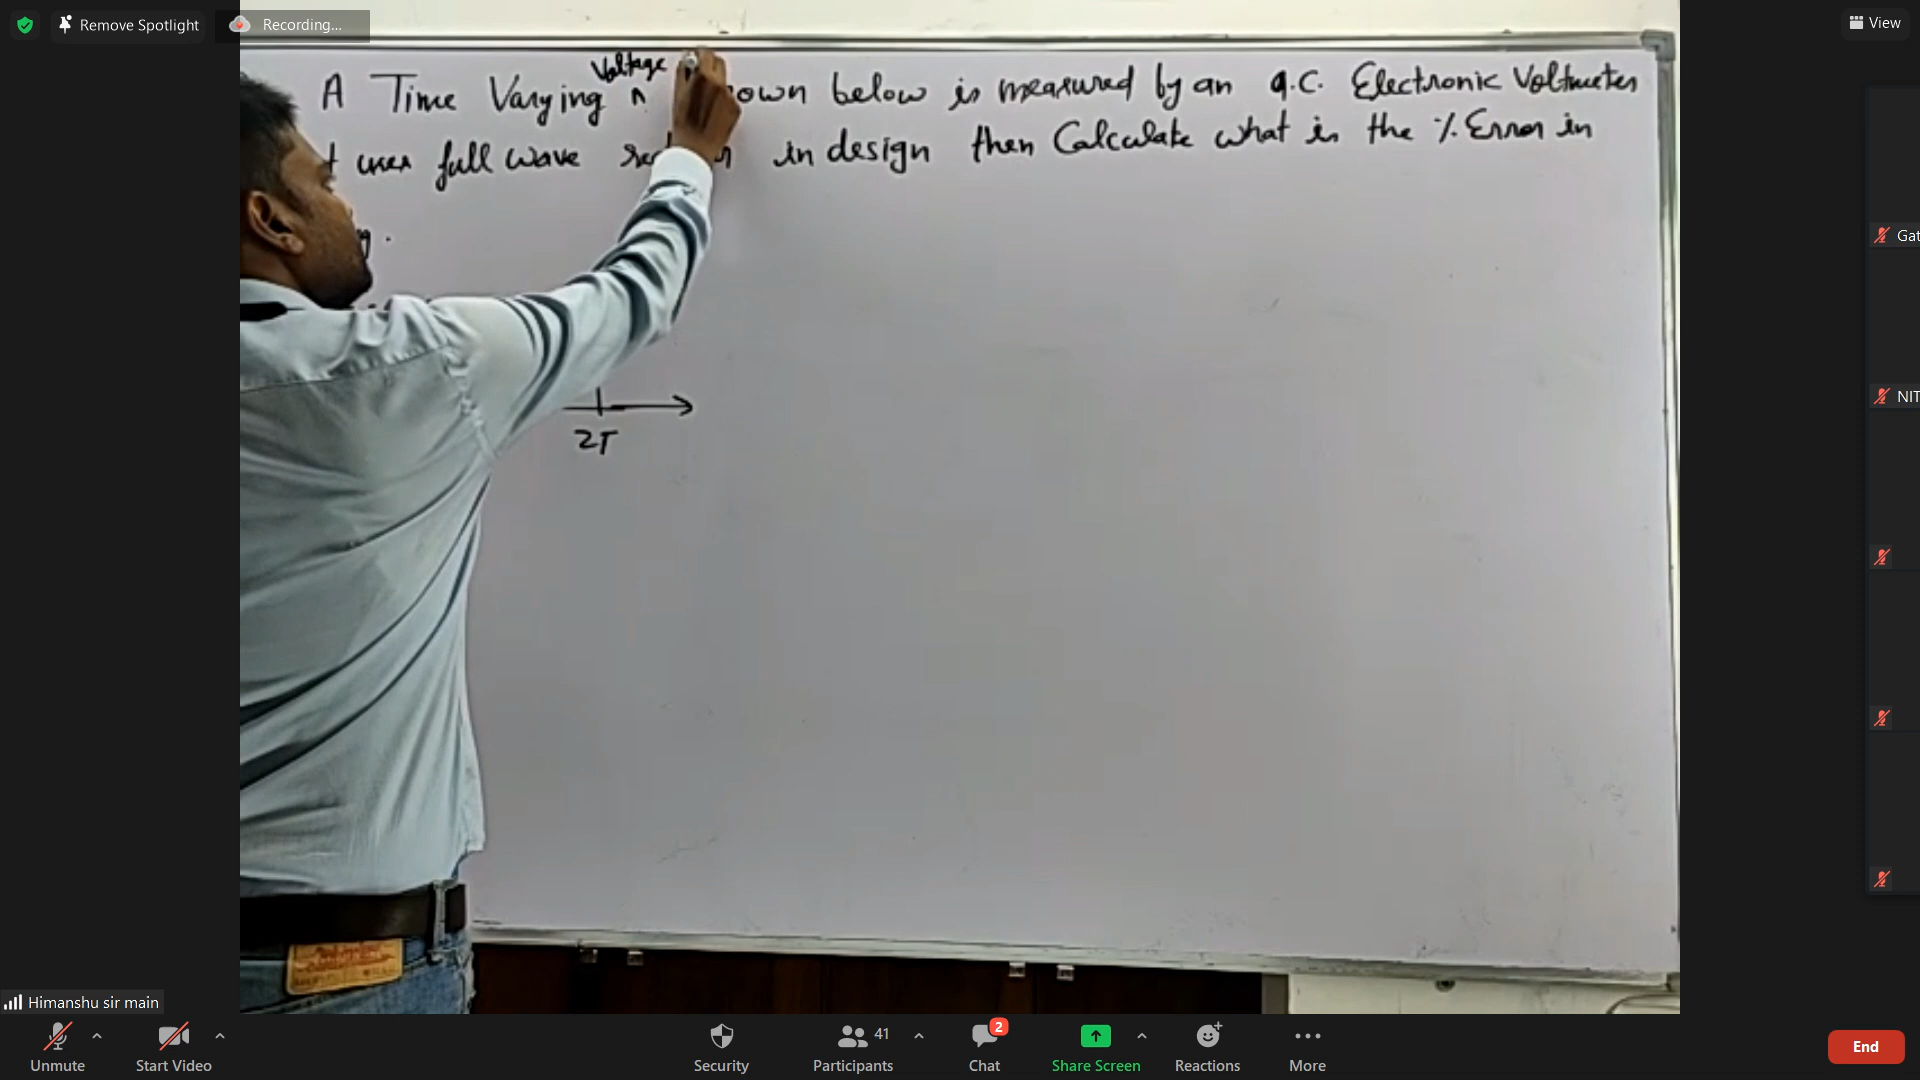 Remove Spotlight
Recording...
View
Voltage
A Time Varying ʌ own below is measured by an a.C. Electronic Voltmeter
t uses full wave in design then Calculate what is the % Error in
g.
2T
Gat
NIT
Himanshu sir main
Unmute
Start Video
Security
41
Participants
2
Chat
Share Screen
Reactions
More
End